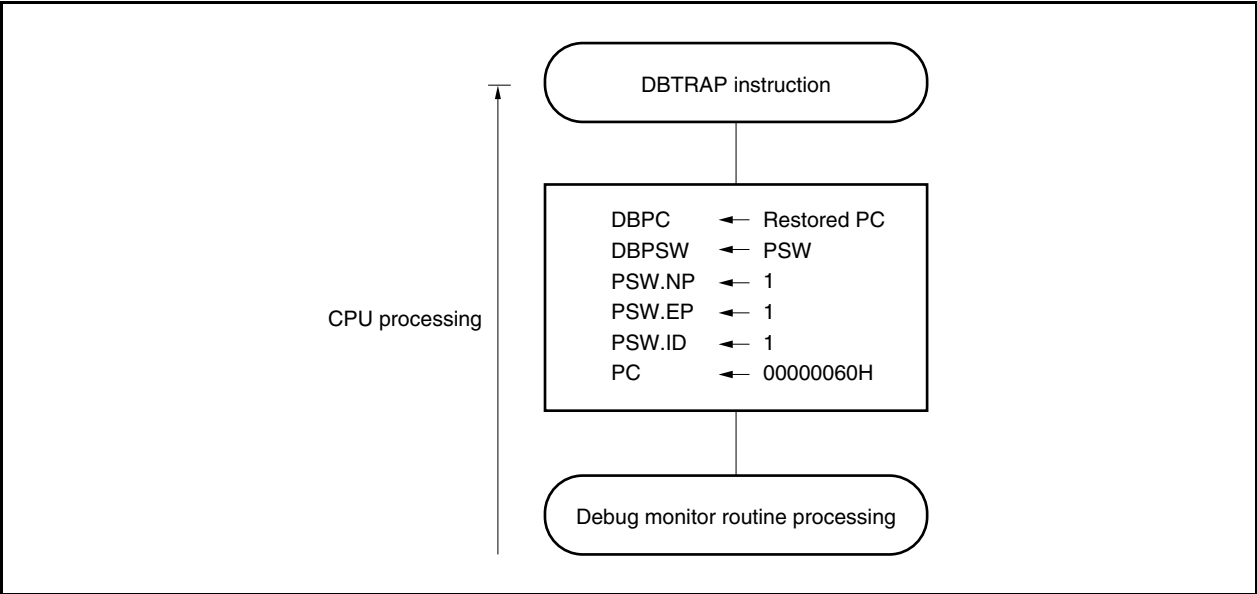 DBTRAP instruction
DBPC ← Restored PC
DBPSW ← PSW
PSW.NP ← 1
PSW.EP ← 1
PSW.ID ← 1
PC ← 00000060H
CPU processing
Debug monitor routine processing